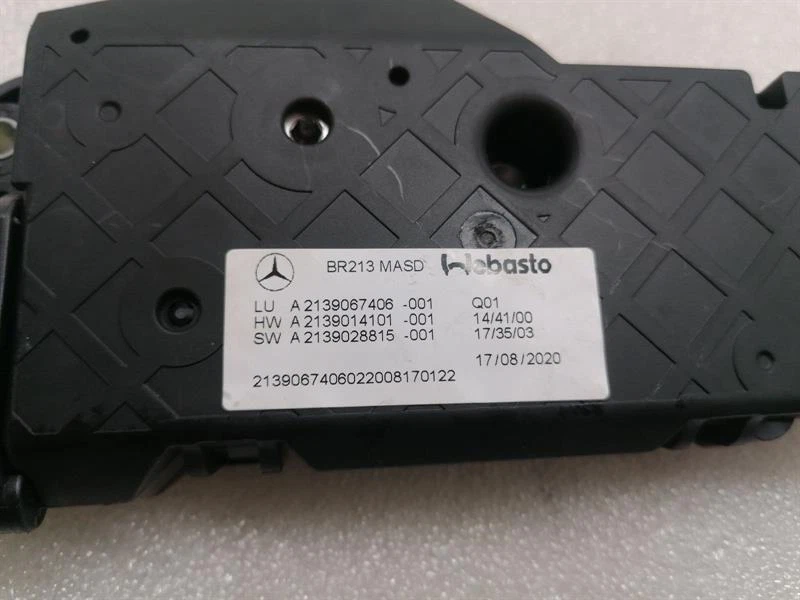 BR213 MASD Webasto
LU A 2139067406 -001 Q01
HW A 2139014101 -001 14/41/00
SW A 2139028815 -001 17/35/03
17/08/2020
2139067406022008170122